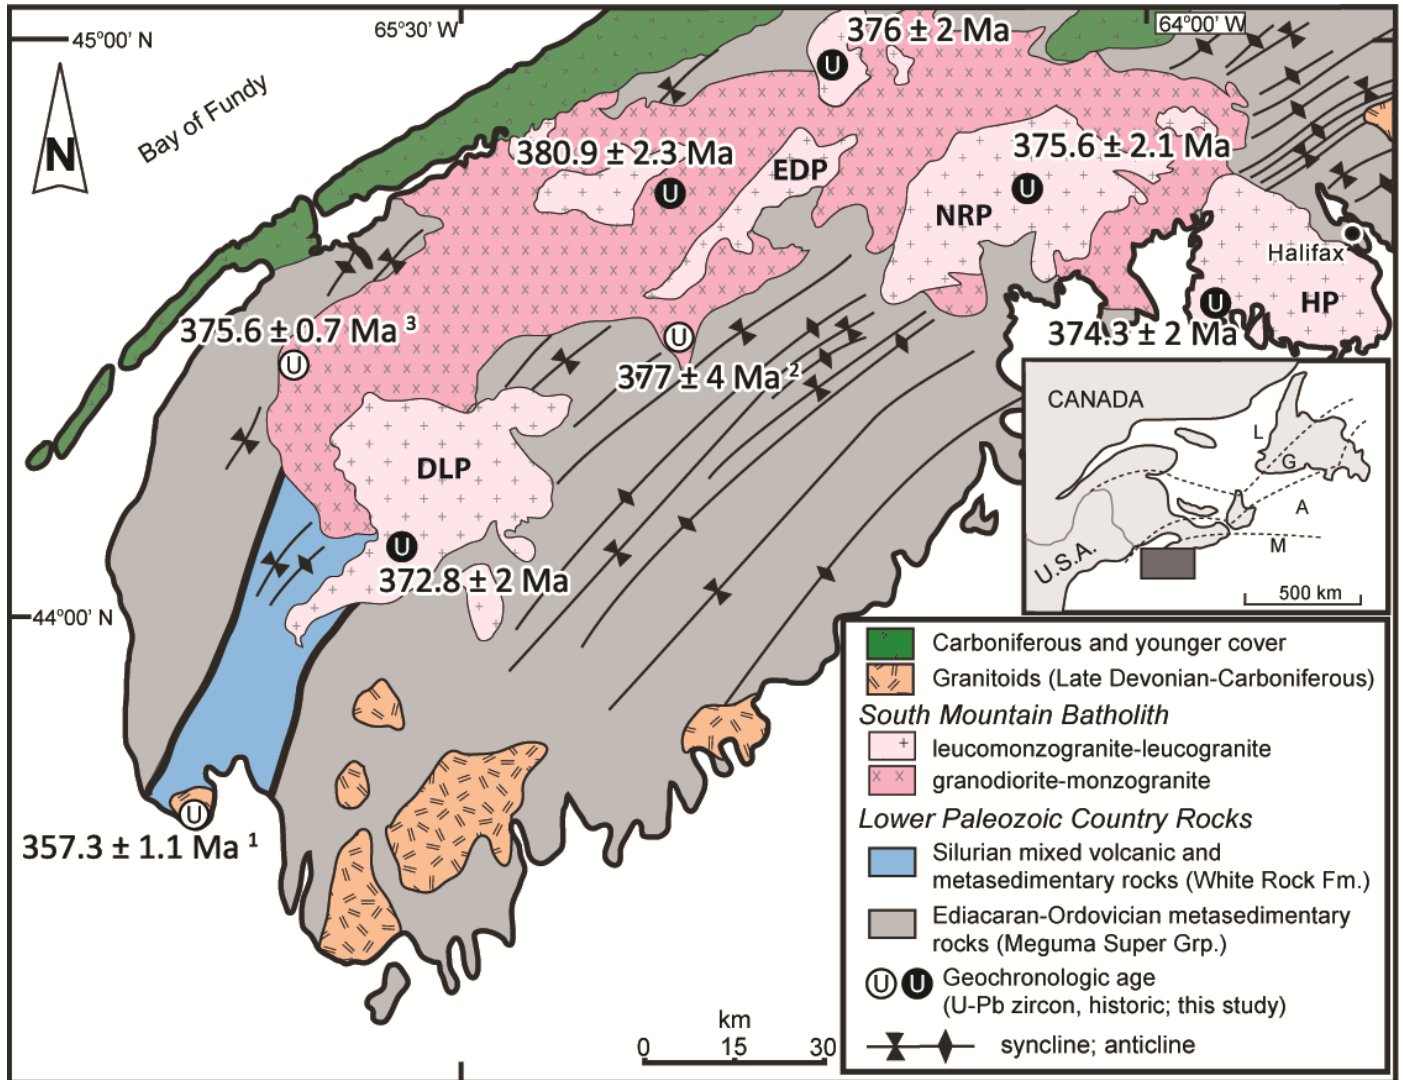 45°00' N
65°30' W
64°00' W
376 ± 2 Ma
U
Bay of Fundy
N
380.9 ± 2.3 Ma
U
EDP
375.6 ± 2.1 Ma
U
NRP
Halifax
HP
U
374.3 ± 2 Ma
375.6 ± 0.7 Ma 3
U
U
377 ± 4 Ma 2
DLP
U
372.8 ± 2 Ma
44°00' N
U
357.3 ± 1.1 Ma 1
CANADA
L
G
A
M
U.S.A.
500 km
Carboniferous and younger cover
Granitoids (Late Devonian-Carboniferous)
South Mountain Batholith
leucomonzogranite-leucogranite
granodiorite-monzogranite
Lower Paleozoic Country Rocks
Silurian mixed volcanic and
metasedimentary rocks (White Rock Fm.)
Ediacaran-Ordovician metasedimentary
rocks (Meguma Super Grp.)
U U Geochronologic age
(U-Pb zircon, historic; this study)
syncline; anticline
km
0 15 30